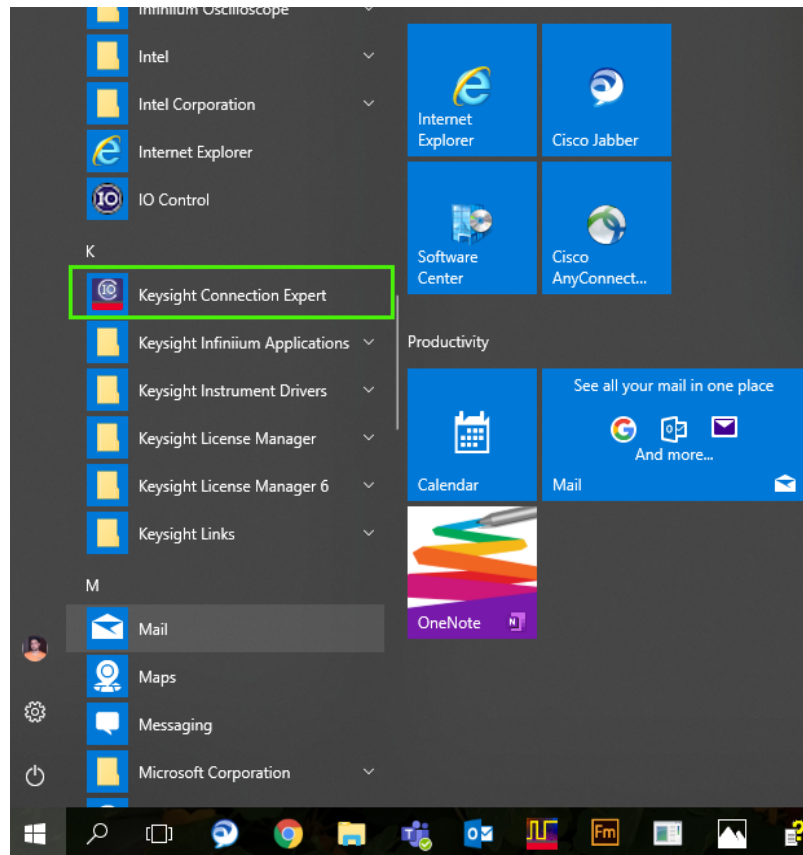 Infiniium Oscilloscope
Intel
Intel Corporation
Internet Explorer
IO Control
K
Keysight Connection Expert
Keysight Infiniium Applications
Keysight Instrument Drivers
Keysight License Manager
Keysight License Manager 6
Keysight Links
M
Mail
Maps
Messaging
Microsoft Corporation
Internet
Explorer
Cisco Jabber
Software
Center
Cisco
AnyConnect...
Productivity
Calendar
See all your mail in one place
And more...
Mail
OneNote
Fm